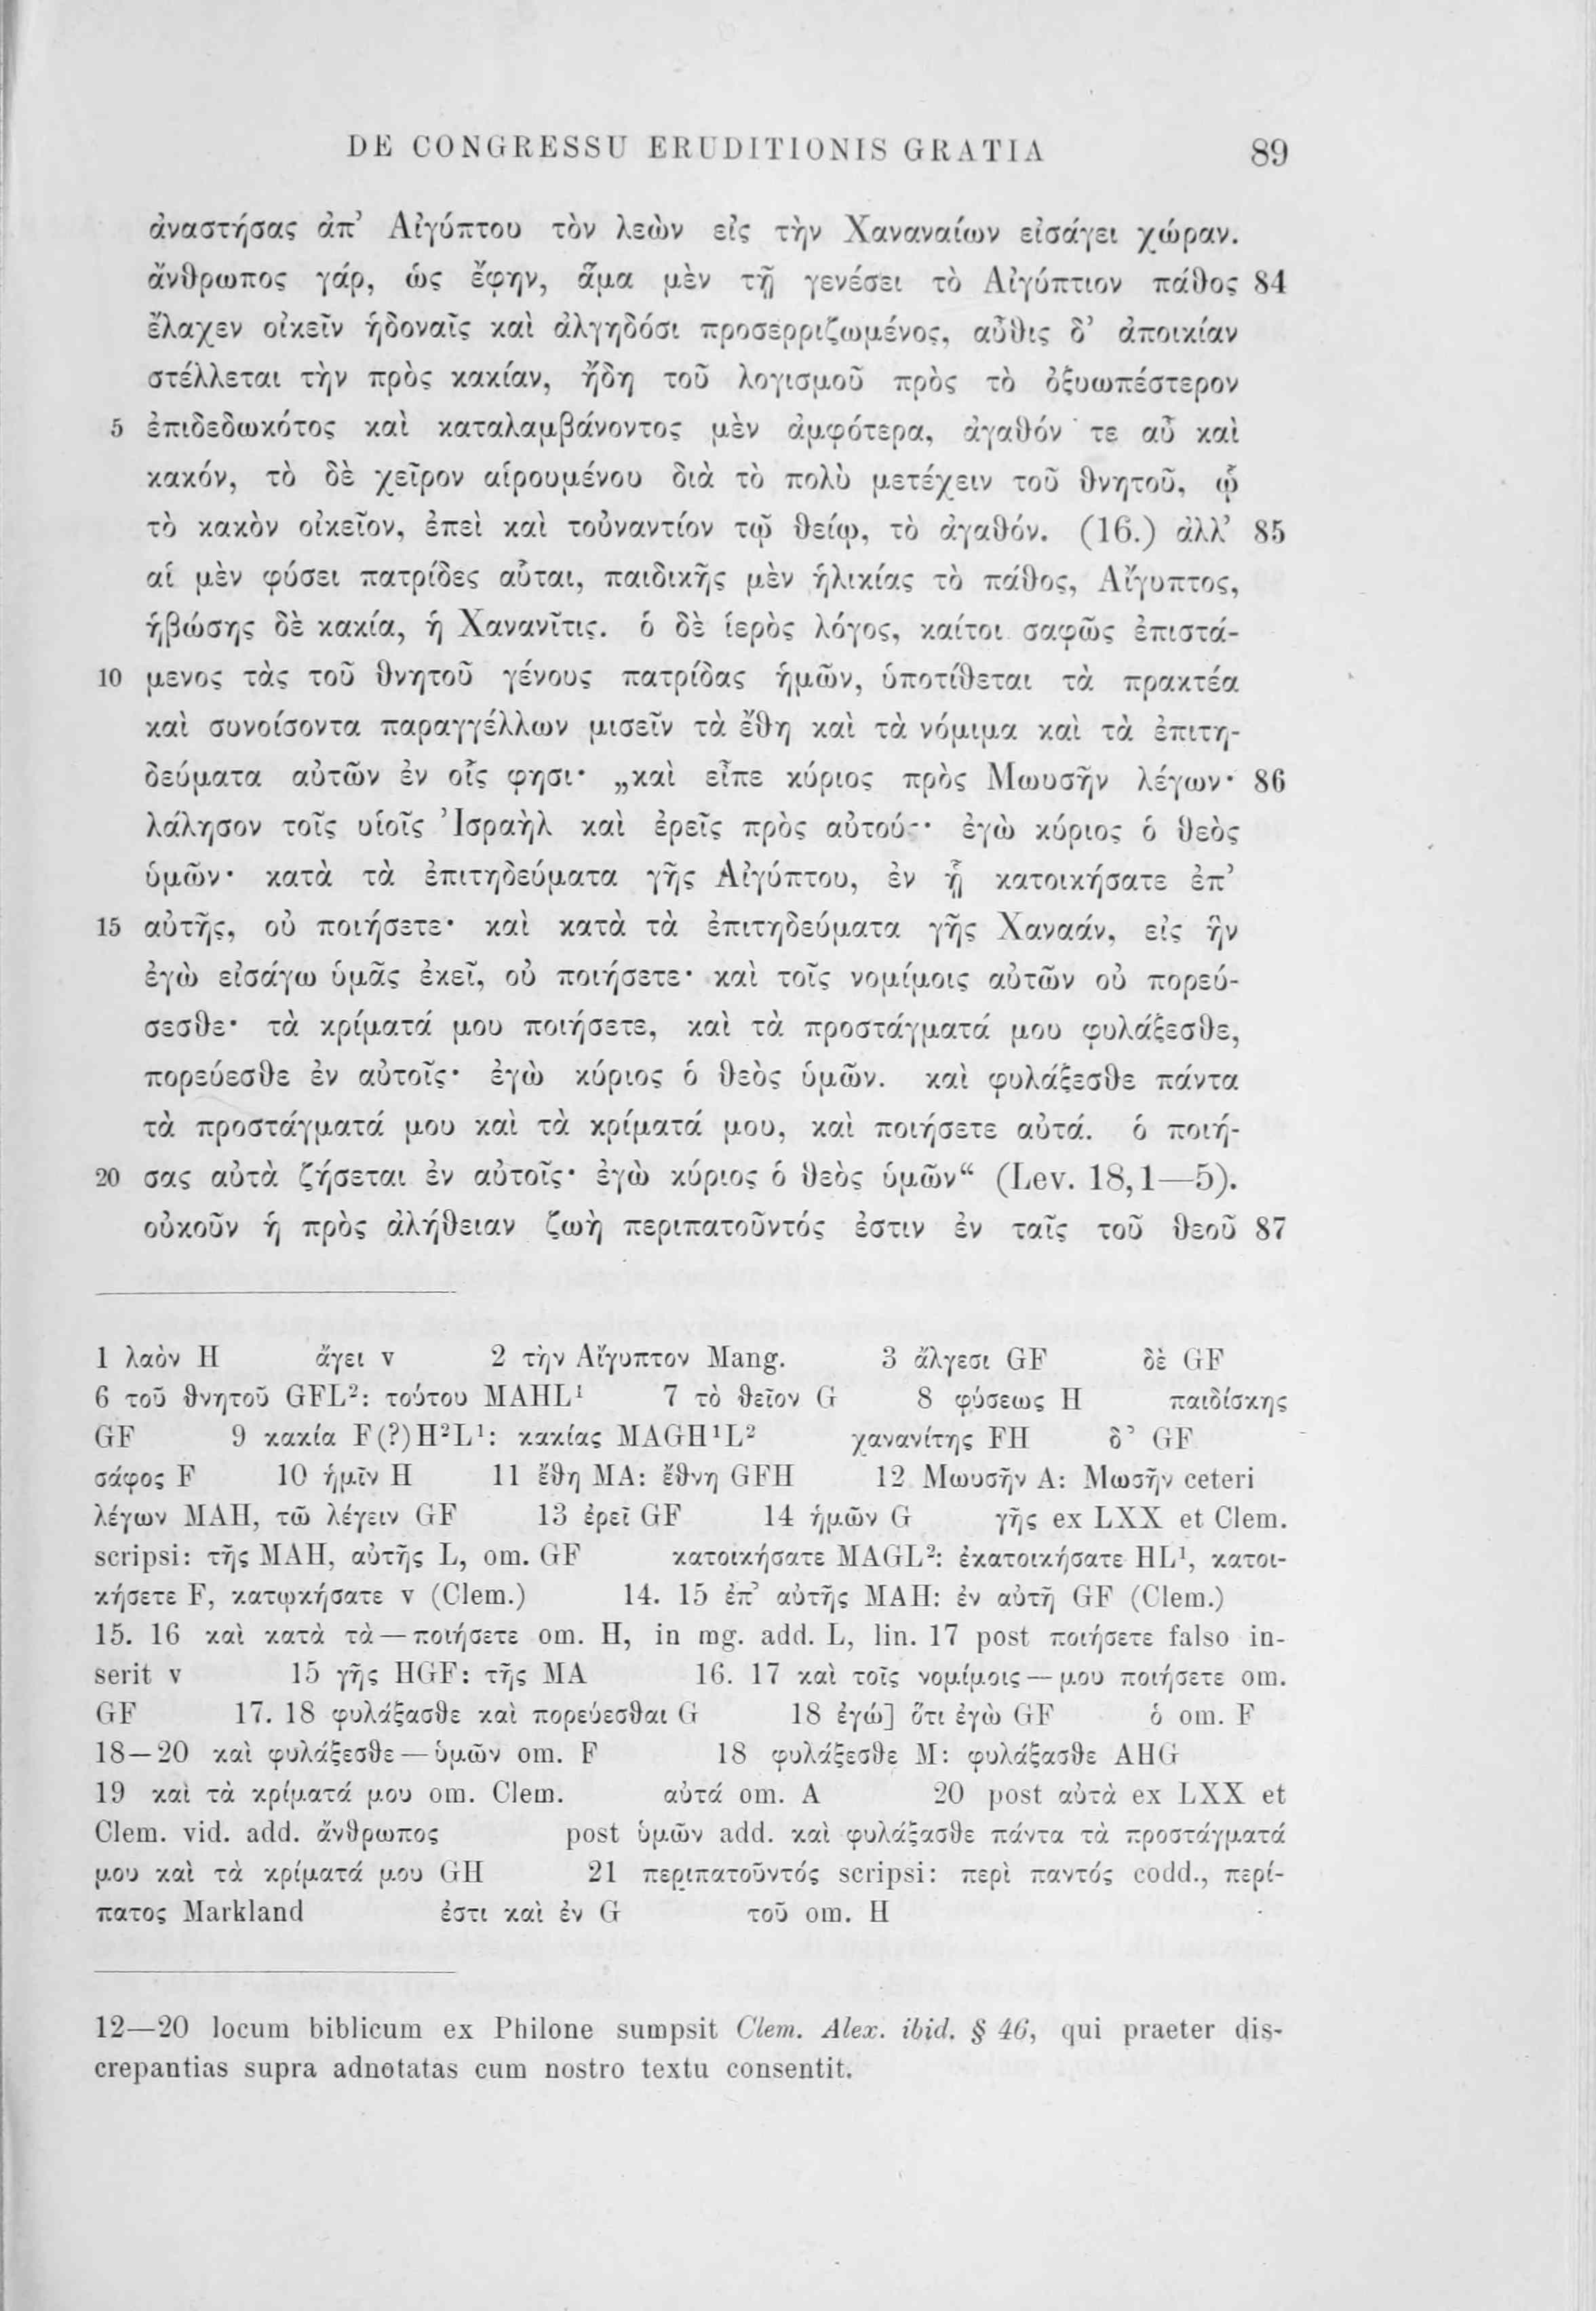 DE CONGRESSU ERUDITIONIS GRATIA 89
ἀναστήσας ἀπ’ Αἰγύπτου τὸν λεὼν εἰς τὴν Χαναναίων εἰσάγει χώραν.
ἄνθρωπος γάρ, ὡς ἔφην, ἅμα μὲν τῇ γενέσει τὸ Αἰγύπτιον πάθος 84
ἔλαχεν οἰκεῖν ἡδοναῖς καὶ ἀλγηδόσι προσερριζωμένος, αὖθις δ’ ἀποικίαν
στέλλεται τὴν πρὸς κακίαν, ἤδη τοῦ λογισμοῦ πρὸς τὸ ὀξυωπέστερον
5 ἐπιδεδωκότος καὶ καταλαμβάνοντος μὲν ἀμφότερα, ἀγαθόν τε αὖ καὶ
κακόν, τὸ δὲ χεῖρον αἱρουμένου διὰ τὸ πολὺ μετέχειν τοῦ θνητοῦ, ᾧ
τὸ κακὸν οἰκεῖον, ἐπεὶ καὶ τοὐναντίον τῷ θείῳ, τὸ ἀγαθόν. (16.) ἀλλ’ 85
αἱ μὲν φύσει πατρίδες αὗται, παιδικῆς μὲν ἡλικίας τὸ πάθος, Αἴγυπτος,
ἡβώσης δὲ κακία, ἡ Χανανῖτις. ὁ δὲ ἱερὸς λόγος, καίτοι σαφῶς ἐπιστά-
10 μενος τὰς τοῦ θνητοῦ γένους πατρίδας ἡμῶν, ὑποτίθεται τὰ πρακτέα
καὶ συνοίσοντα παραγγέλλων μισεῖν τὰ ἔθη καὶ τὰ νόμιμα καὶ τὰ ἐπιτη-
δεύματα αὐτῶν ἐν οἷς φησι· „καὶ εἶπε κύριος πρὸς Μωυσῆν λέγων· 86
λάλησον τοῖς υἱοῖς Ἰσραὴλ καὶ ἐρεῖς πρὸς αὐτούς· ἐγὼ κύριος ὁ θεὸς
ὑμῶν· κατὰ τὰ ἐπιτηδεύματα γῆς Αἰγύπτου, ἐν ᾗ κατοικήσατε ἐπ’
15 αὐτῆς, οὐ ποιήσετε· καὶ κατὰ τὰ ἐπιτηδεύματα γῆς Χαναάν, εἰς ἣν
ἐγὼ εἰσάγω ὑμᾶς ἐκεῖ, οὐ ποιήσετε· καὶ τοῖς νομίμοις αὐτῶν οὐ πορεύ-
σεσθε· τὰ κρίματά μου ποιήσετε, καὶ τὰ προστάγματά μου φυλάξεσθε,
πορεύεσθε ἐν αὐτοῖς· ἐγὼ κύριος ὁ θεὸς ὑμῶν. καὶ φυλάξεσθε πάντα
τὰ προστάγματά μου καὶ τὰ κρίματά μου, καὶ ποιήσετε αὐτά. ὁ ποιή-
20 σας αὐτὰ ζήσεται ἐν αὐτοῖς· ἐγὼ κύριος ὁ θεὸς ὑμῶν“ (Lev. 18,1—5).
οὐκοῦν ἡ πρὸς ἀλήθειαν ζωὴ περιπατοῦντός ἐστιν ἐν ταῖς τοῦ θεοῦ 87
1 λαὸν H ἄγει v 2 τὴν Αἴγυπτον Mang. 3 ἄλγεσι GF δὲ GF
6 τοῦ θνητοῦ GFL²: τούτου MAHL¹ 7 τὸ θεῖον G 8 φύσεως H παιδίσκης
GF 9 κακία F(?)H²L¹: κακίας MAGH¹L² χανανίτης FH δ’ GF
σάφος F 10 ἡμῖν H 11 ἔθη MA: ἔθνη GFH 12 Μωυσῆν A: Μωσῆν ceteri
λέγων MAH, τῶ λέγειν GF 13 ἐρεῖ GF 14 ἡμῶν G γῆς ex LXX et Clem.
scripsi: τῆς MAH, αὐτῆς L, om. GF κατοικήσατε MAGL²: ἐκατοικήσατε HL¹, κατοι-
κήσετε F, κατῳκήσατε v (Clem.) 14. 15 ἐπ’ αὐτῆς MAH: ἐν αὐτῇ GF (Clem.)
15. 16 καὶ κατὰ τὰ — ποιήσετε om. H, in mg. add. L, lin. 17 post ποιήσετε falso in-
serit v 15 γῆς HGF: τῆς MA 16. 17 καὶ τοῖς νομίμοις — μου ποιήσετε om.
GF 17. 18 φυλάξασθε καὶ πορεύεσθαι G 18 ἐγώ] ὅτι ἐγὼ GF ὁ om. F
18—20 καὶ φυλάξεσθε — ὑμῶν om. F 18 φυλάξεσθε M: φυλάξασθε AHG
19 καὶ τὰ κρίματά μου om. Clem. αὐτά om. A 20 post αὐτὰ ex LXX et
Clem. vid. add. ἄνθρωπος post ὑμῶν add. καὶ φυλάξασθε πάντα τὰ προστάγματά
μου καὶ τὰ κρίματά μου GH 21 περιπατοῦντός scripsi: περὶ παντός codd., περί-
πατος Markland ἐστι καὶ ἐν G τοῦ om. H
12—20 locum biblicum ex Philone sumpsit Clem. Alex. ibid. § 46, qui praeter dis-
crepantias supra adnotatas cum nostro textu consentit.